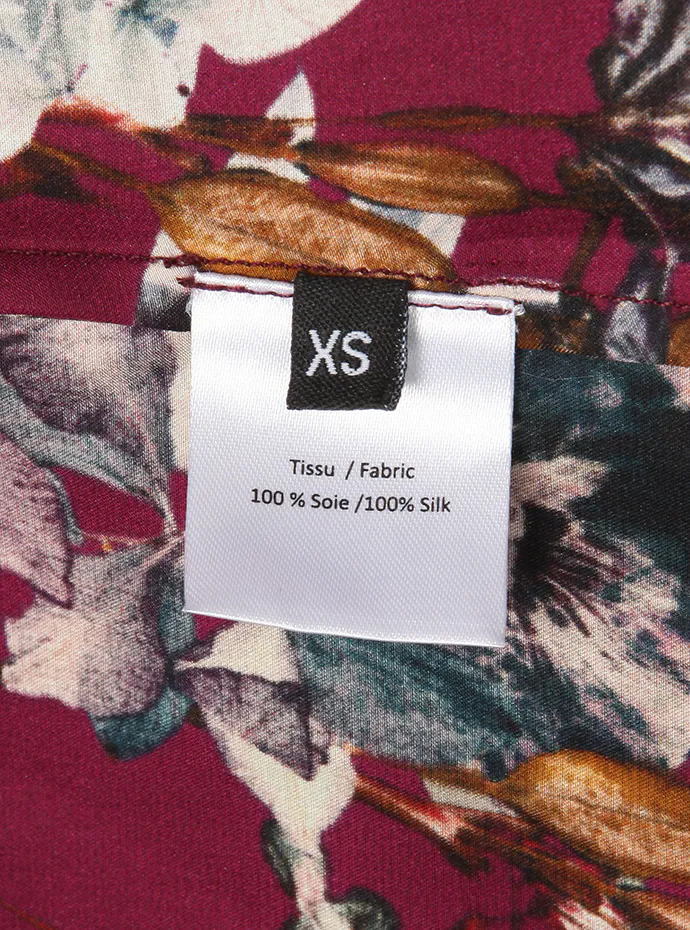 XS
Tissu / Fabric
100 % Soie /100% Silk